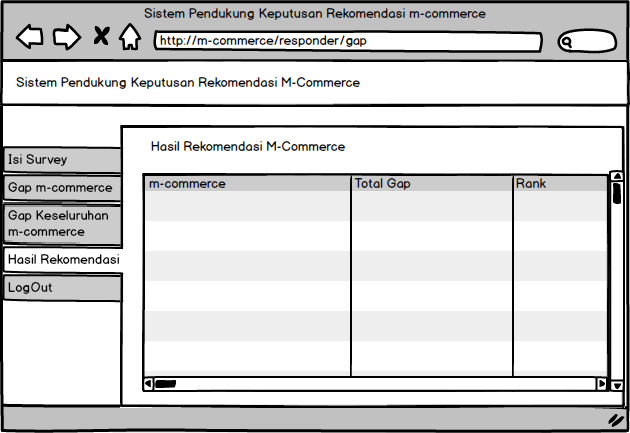 Sistem Pendukung Keputusan Rekomendasi m-commerce
http://m-commerce/responder/gap
Sistem Pendukung Keputusan Rekomendasi M-Commerce
Isi Survey
Gap m-commerce
Gap Keseluruhan
m-commerce
Hasil Rekomendasi
LogOut
Hasil Rekomendasi M-Commerce
m-commerce Total Gap Rank